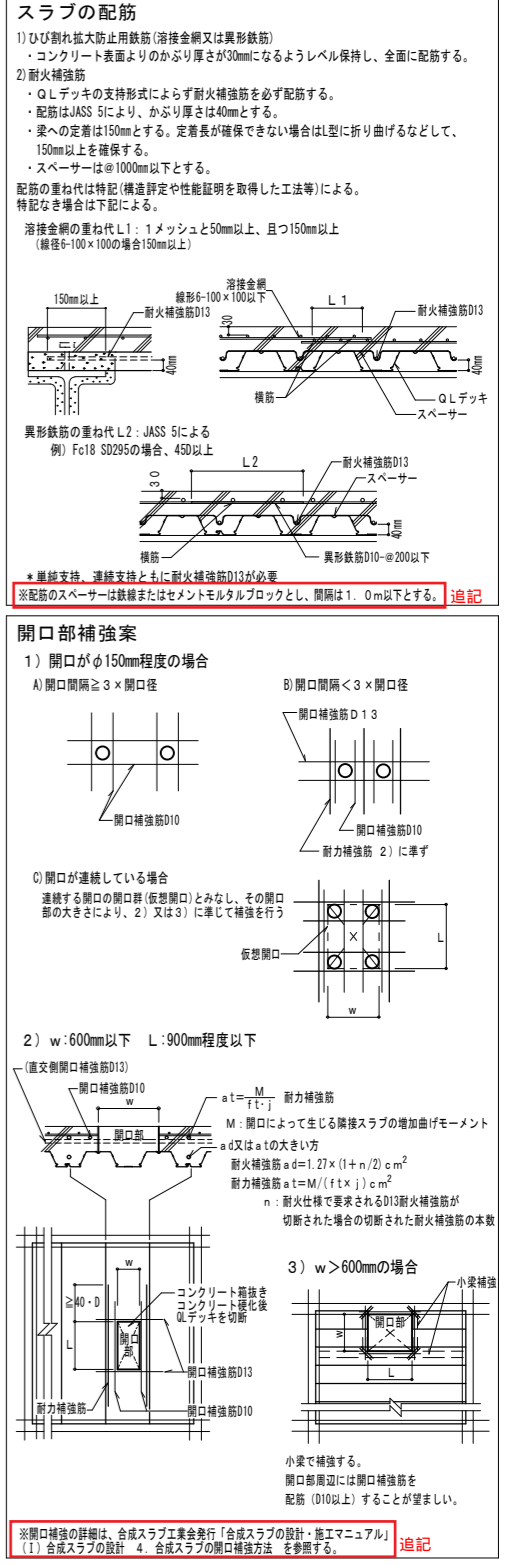 スラブの配筋
1)ひび割れ拡大防止用鉄筋(溶接金網又は異形鉄筋)
・コンクリート表面よりのかぶり厚さが30mmになるようレベル保持し、全面に配筋する。
2)耐火補強筋
・QLデッキの支持形式によらず耐火補強筋を必ず配筋する。
・配筋はJASS 5により、かぶり厚さは40mmとする。
・梁への定着は150mmとする。定着長が確保できない場合はL型に折り曲げるなどして、
150mm以上を確保する。
・スペーサーは@1000mm以下とする。
配筋の重ね代は特記(構造評定や性能証明を取得した工法等)による。
特記なき場合は下記による。
溶接金網の重ね代L1：1メッシュと50mm以上、且つ150mm以上
(線径6-100×100の場合150mm以上)
150mm以上
耐火補強筋D13
40mm
溶接金網
線形6-100×100以下
L1
30
耐火補強筋D13
40mm
横筋
QLデッキ
スペーサー
異形鉄筋の重ね代L2：JASS 5による
例) Fc18 SD295の場合、45D以上
L2
30
耐火補強筋D13
スペーサー
40mm
横筋
異形鉄筋D10-@200以下
＊単純支持、連続支持ともに耐火補強筋D13が必要
※配筋のスペーサーは鉄線またはセメントモルタルブロックとし、間隔は1.0m以下とする。
追記
開口部補強案
1）開口がφ150mm程度の場合
A)開口間隔≧3×開口径
B)開口間隔＜3×開口径
開口補強筋D13
開口補強筋D10
開口補強筋D10
耐力補強筋 2）に準ず
C)開口が連続している場合
連続する開口の開口群(仮想開口)とみなし、その開口
部の大きさにより、2）又は3）に準じて補強を行う
仮想開口
L
w
2）w:600mm以下 L:900mm程度以下
(直交側開口補強筋D13)
開口補強筋D10
w
開口部
at=M/ft・j 耐力補強筋
M：開口によって生じる隣接スラブの増加曲げモーメント
ad又はatの大きい方
耐火補強筋ad=1.27×(1+n/2)cm²
耐力補強筋at=M/(ft×j)cm²
n：耐火仕様で要求されるD13耐火補強筋が
切断された場合の切断された耐火補強筋の本数
w
≧40・D
L
開口部
コンクリート箱抜き
コンクリート硬化後
QLデッキを切断
開口補強筋D13
耐力補強筋
開口補強筋D10
3）w＞600mmの場合
小梁補強
開口部
w
L
小梁で補強する。
開口部周辺には開口補強筋を
配筋（D10以上）することが望ましい。
※開口補強の詳細は、合成スラブ工業会発行「合成スラブの設計・施工マニュアル」
(I) 合成スラブの設計 4. 合成スラブの開口補強方法 を参照する。
追記